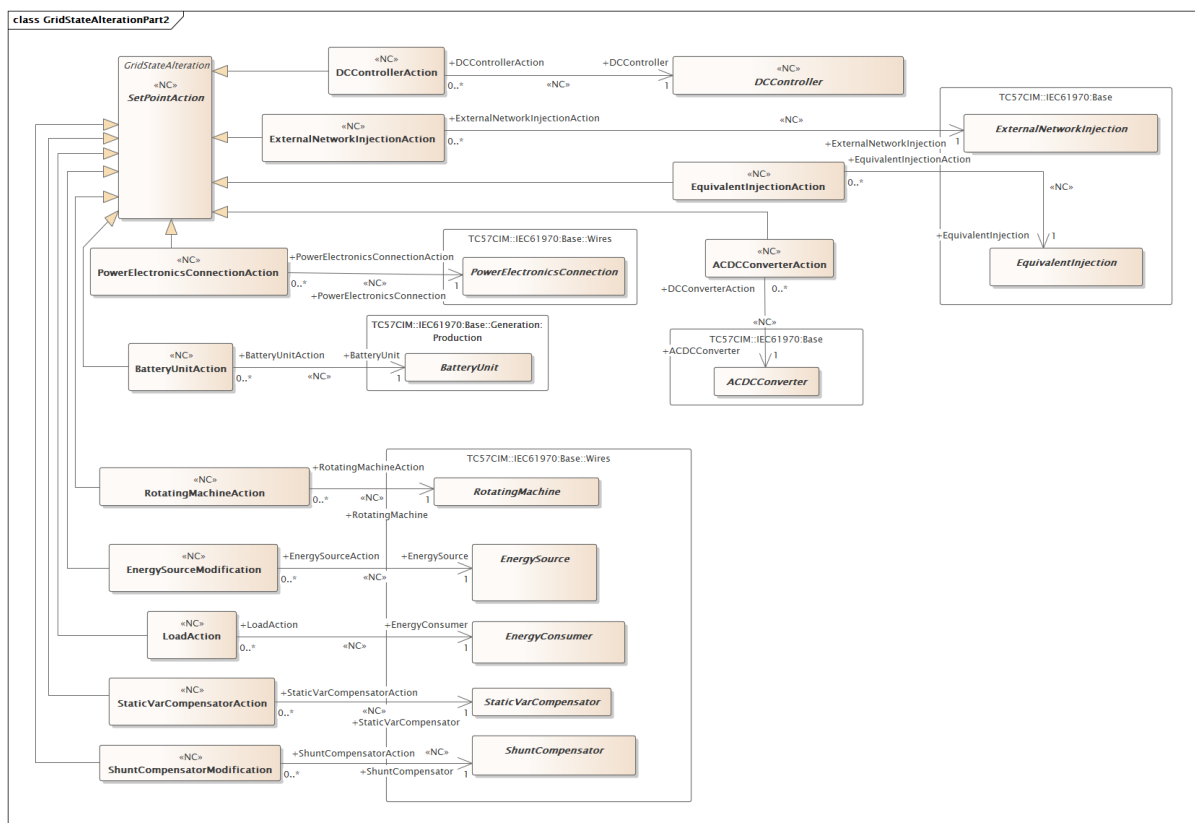 class GridStateAlterationPart2
GridStateAlteration
«NC»
SetPointAction
«NC»
DCControllerAction
+DCControllerAction
+DCController
0..*
«NC»
1
«NC»
DCController
«NC»
ExternalNetworkInjectionAction
+ExternalNetworkInjectionAction
0..*
«NC»
+ExternalNetworkInjection
1
TC57CIM::IEC61970:Base
ExternalNetworkInjection
«NC»
EquivalentInjectionAction
+EquivalentInjectionAction
0..*
«NC»
+EquivalentInjection
1
EquivalentInjection
«NC»
PowerElectronicsConnectionAction
+PowerElectronicsConnectionAction
0..*
«NC»
+PowerElectronicsConnection
1
TC57CIM::IEC61970:Base::Wires
PowerElectronicsConnection
«NC»
ACDCConverterAction
+DCConverterAction
0..*
«NC»
+ACDCConverter
1
TC57CIM::IEC61970:Base
ACDCConverter
«NC»
BatteryUnitAction
+BatteryUnitAction
+BatteryUnit
0..*
«NC»
1
TC57CIM::IEC61970:Base::Generation:
Production
BatteryUnit
TC57CIM::IEC61970:Base::Wires
«NC»
RotatingMachineAction
+RotatingMachineAction
0..*
«NC»
+RotatingMachine
1
RotatingMachine
«NC»
EnergySourceModification
+EnergySourceAction
+EnergySource
0..*
«NC»
1
EnergySource
«NC»
LoadAction
+LoadAction
+EnergyConsumer
0..*
«NC»
1
EnergyConsumer
«NC»
StaticVarCompensatorAction
+StaticVarCompensatorAction
0..*
«NC»
+StaticVarCompensator
1
StaticVarCompensator
«NC»
ShuntCompensatorModification
+ShuntCompensatorAction
«NC»
0..*
+ShuntCompensator
1
ShuntCompensator